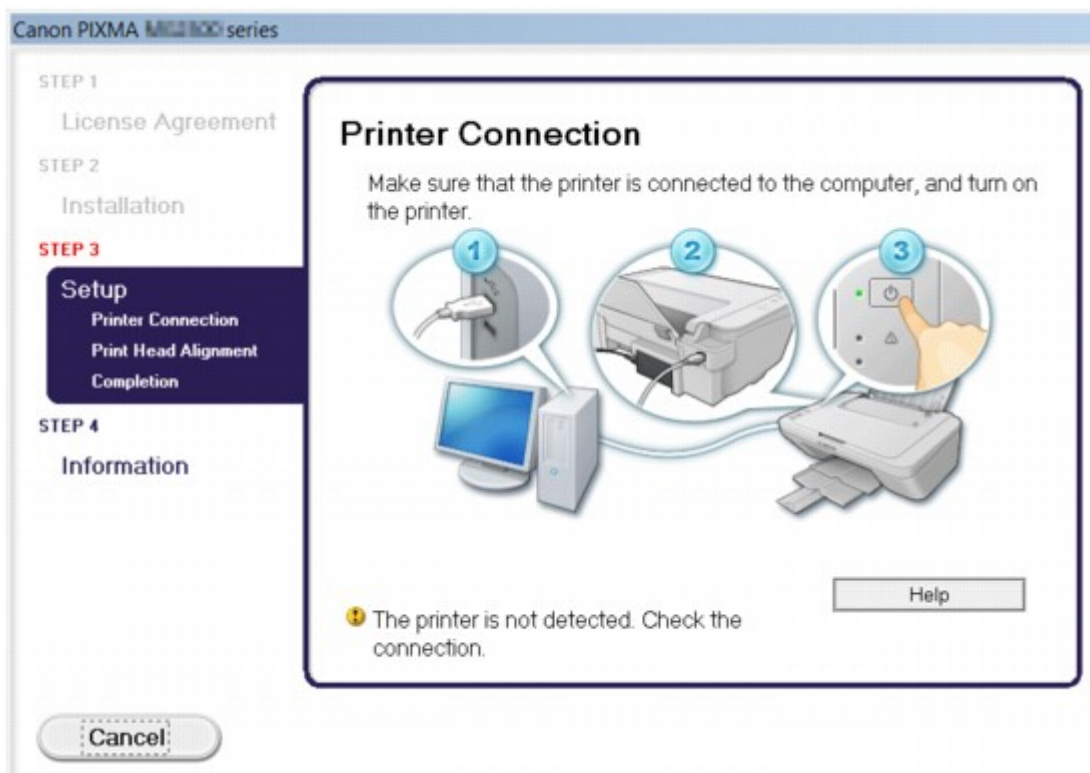 Canon PIXMA series
STEP 1
License Agreement
STEP 2
Installation
STEP 3
Setup
Printer Connection
Print Head Alignment
Completion
STEP 4
Information
Printer Connection
Make sure that the printer is connected to the computer, and turn on
the printer.
1
2
3
The printer is not detected. Check the
connection.
Help
Cancel